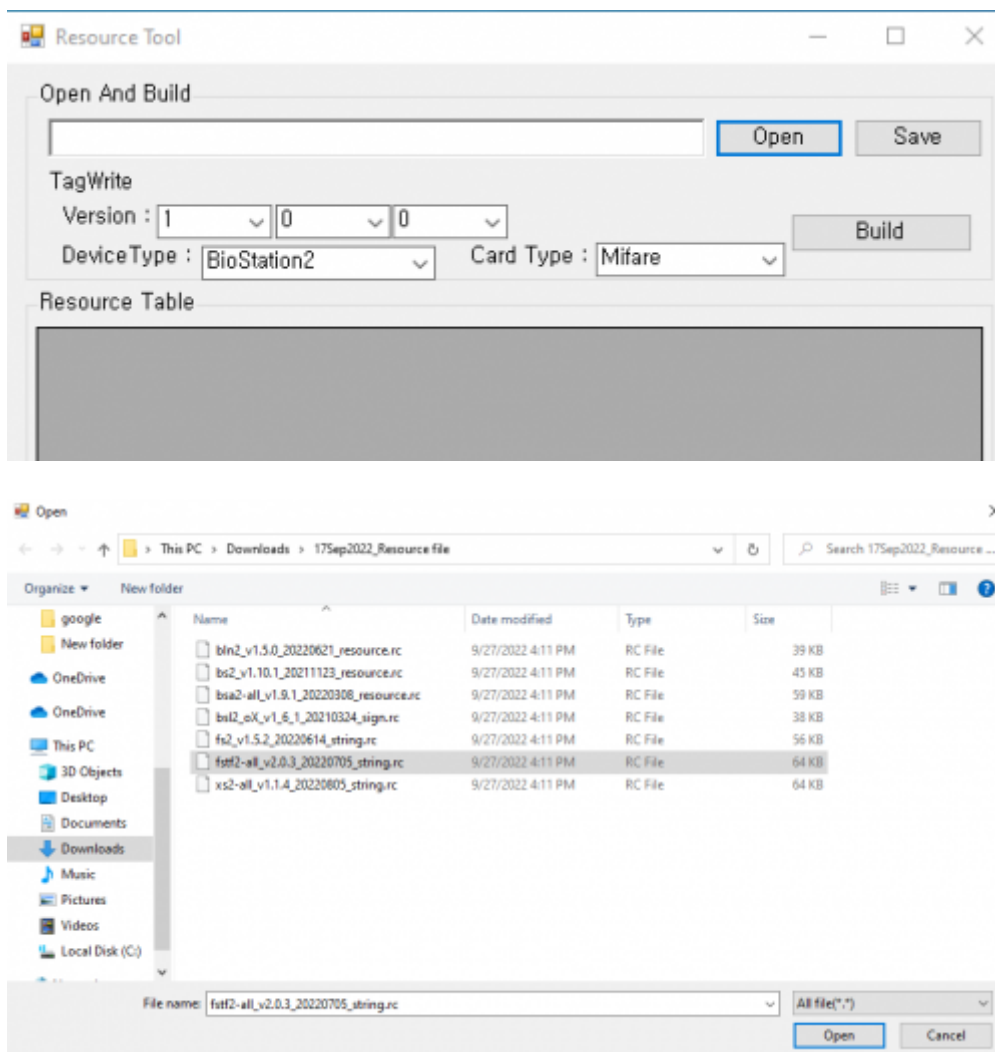 Resource Tool
Open And Build
Open Save
TagWrite
Version : 1 0 0
Build
DeviceType : BioStation2 Card Type : Mifare
Resource Table
Open
This PC > Downloads > 17Sep2022_Resource file
Search 17Sep2022_Resource ...
Organize New folder
google
New folder
OneDrive
OneDrive
This PC
3D Objects
Desktop
Documents
Downloads
Music
Pictures
Videos
Local Disk (C:)
Name Date modified Type Size
bln2_v1.5.0_20220621_resource.rc 9/27/2022 4:11 PM RC File 39 KB
bs2_v1.10.1_20211123_resource.rc 9/27/2022 4:11 PM RC File 45 KB
bsa2-all_v1.9.1_20220308_resource.rc 9/27/2022 4:11 PM RC File 59 KB
bsl2_oX_v1_6_1_20210324_sign.rc 9/27/2022 4:11 PM RC File 38 KB
fs2_v1.5.2_20220614_string.rc 9/27/2022 4:11 PM RC File 56 KB
fstf2-all_v2.0.3_20220705_string.rc 9/27/2022 4:11 PM RC File 64 KB
xs2-all_v1.1.4_20220805_string.rc 9/27/2022 4:11 PM RC File 64 KB
File name: fstf2-all_v2.0.3_20220705_string.rc All file(*.*)
Open Cancel